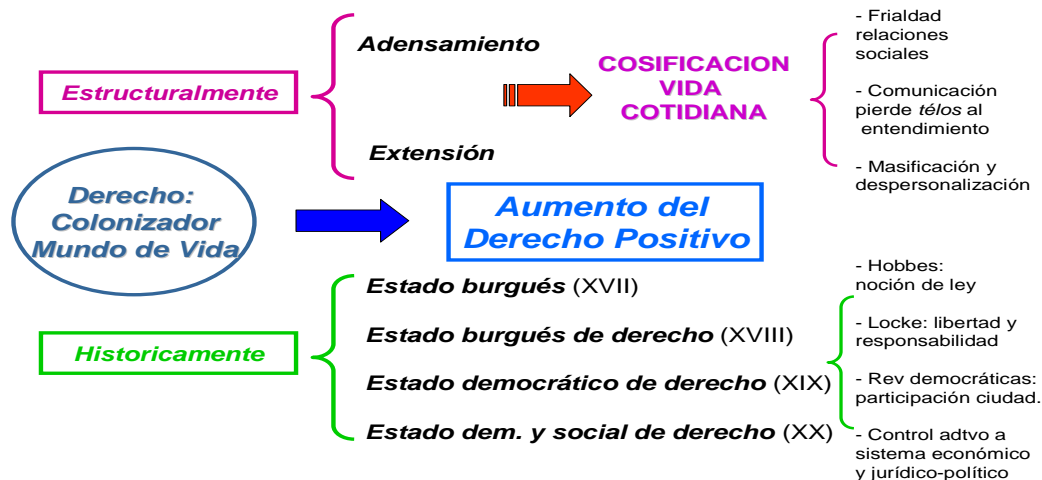 Estructuralmente
Adensamiento
Extensión
COSIFICACION
VIDA
COTIDIANA
- Frialdad
relaciones
sociales
- Comunicación
pierde télos al
entendimiento
- Masificación y
despersonalización
Derecho:
Colonizador
Mundo de Vida
Aumento del
Derecho Positivo
Historicamente
Estado burgués (XVII)
Estado burgués de derecho (XVIII)
Estado democrático de derecho (XIX)
Estado dem. y social de derecho (XX)
- Hobbes:
noción de ley
- Locke: libertad y
responsabilidad
- Rev democráticas:
participación ciudad.
- Control adtvo a
sistema económico
y jurídico-político